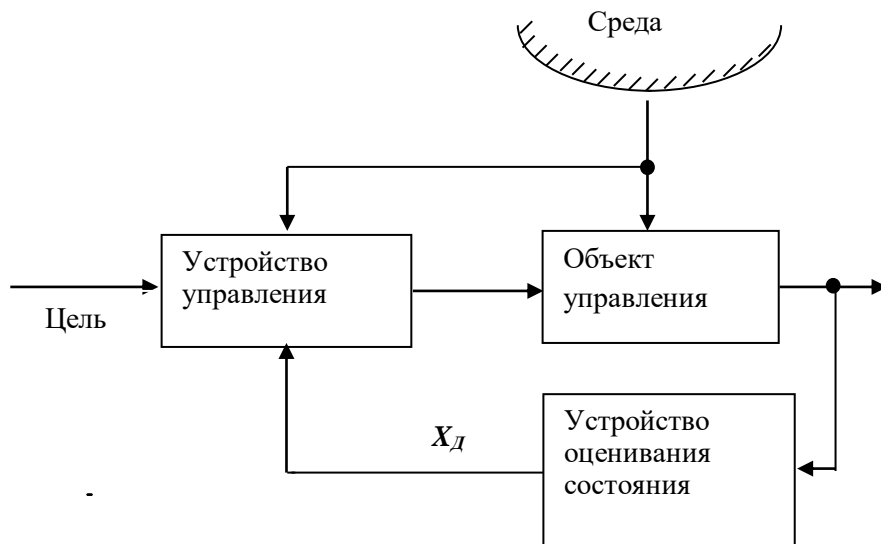 Среда
Устройство
управления
Объект
управления
Цель
X_Д
Устройство
оценивания
состояния